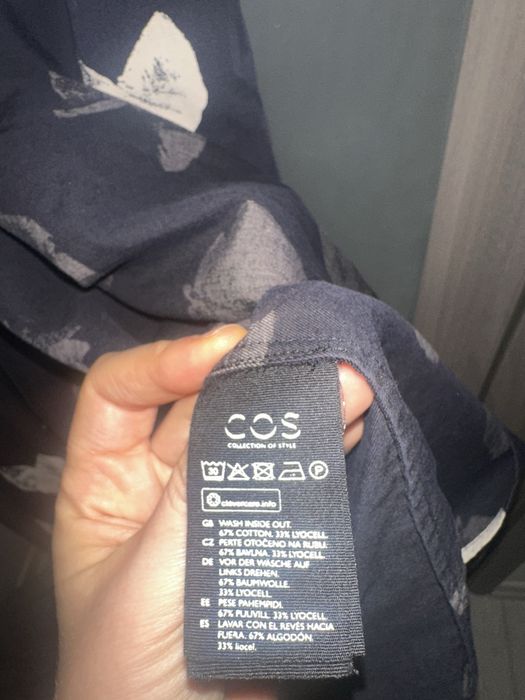 COS
COLLECTION OF STYLE
30 P
clevercare.info
GB WASH INSIDE OUT.
67% COTTON. 33% LYOCELL.
CZ PERTE OTOČENO NA RUBU.
67% BAVLNA. 33% LYOCELL.
DE VOR DER WÄSCHE AUF
LINKS DREHEN.
67% BAUMWOLLE.
33% LYOCELL.
EE PESE PAHEMPIDI.
67% PUUVILL. 33% LYOCELL.
ES LAVAR CON EL REVÉS HACIA
FUERA. 67% ALGODÓN.
33% liocel.